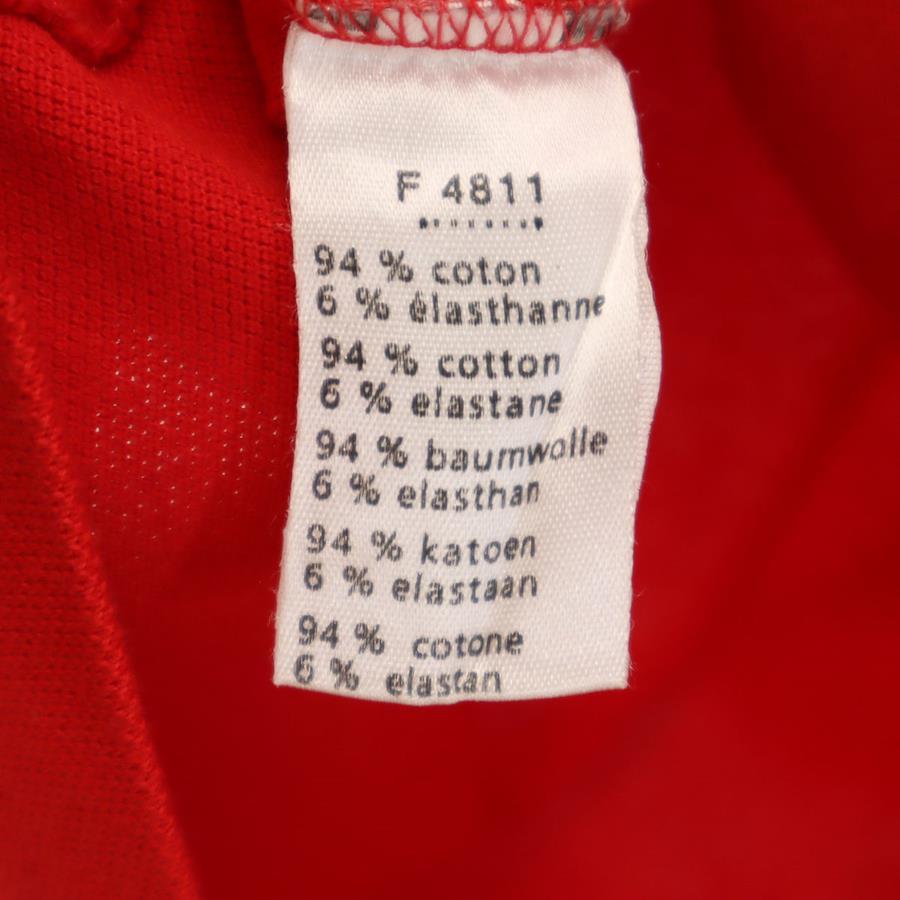 F 4811
94 % coton
6 % élasthanne
94 % cotton
6 % elastane
94 % baumwolle
6 % elasthan
94 % katoen
6 % elastaan
94 % cotone
6 % elastan